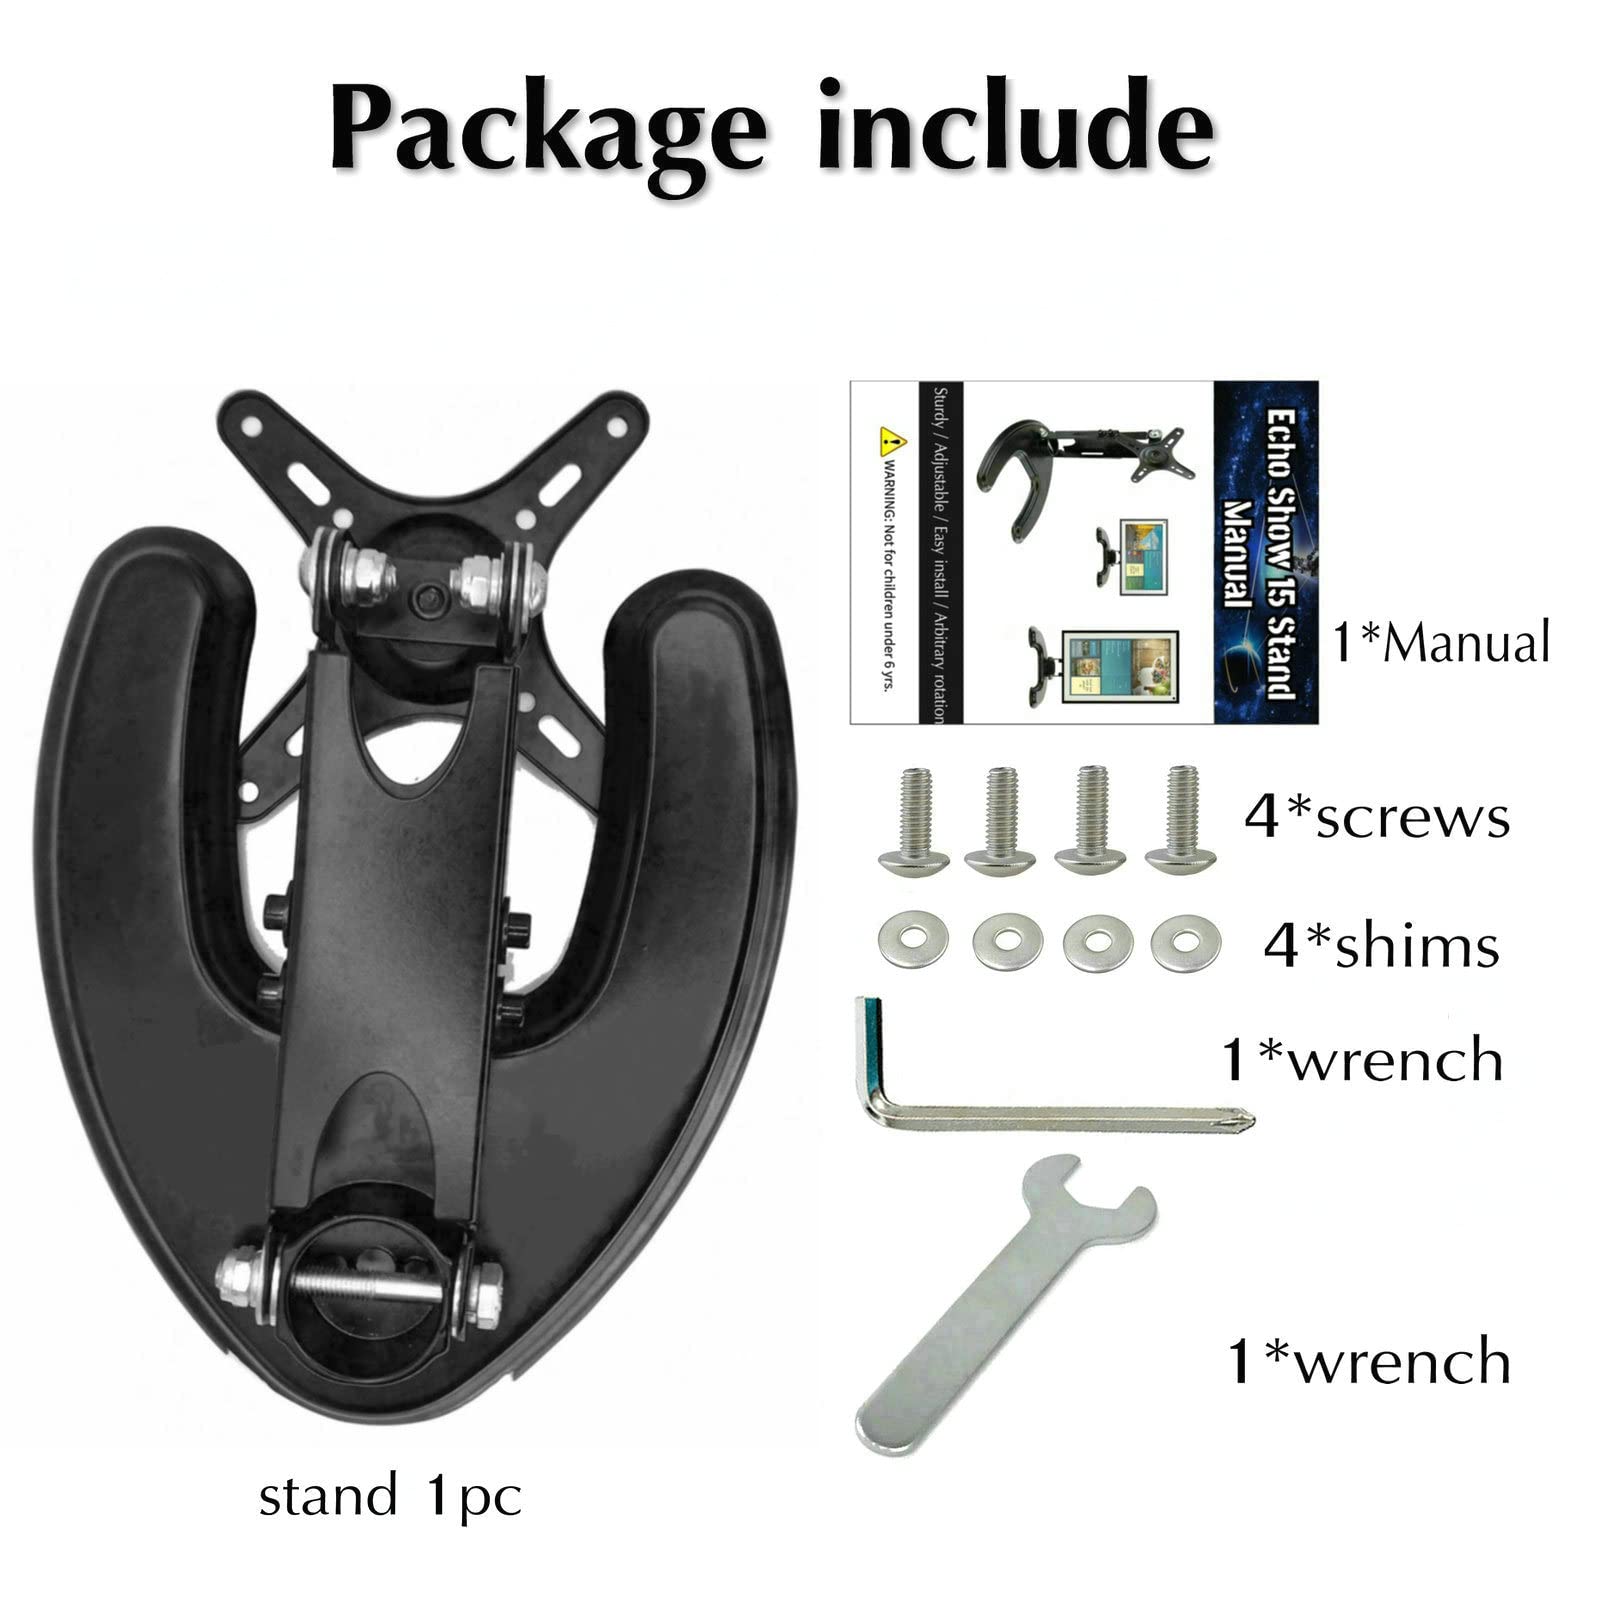 Package include
Echo Show 15 Stand
Manual
Sturdy / Adjustable / Easy install / Arbitrary rotation
WARNING: Not for children under 6 yrs.
1*Manual
4*screws
4*shims
1*wrench
1*wrench
stand 1pc